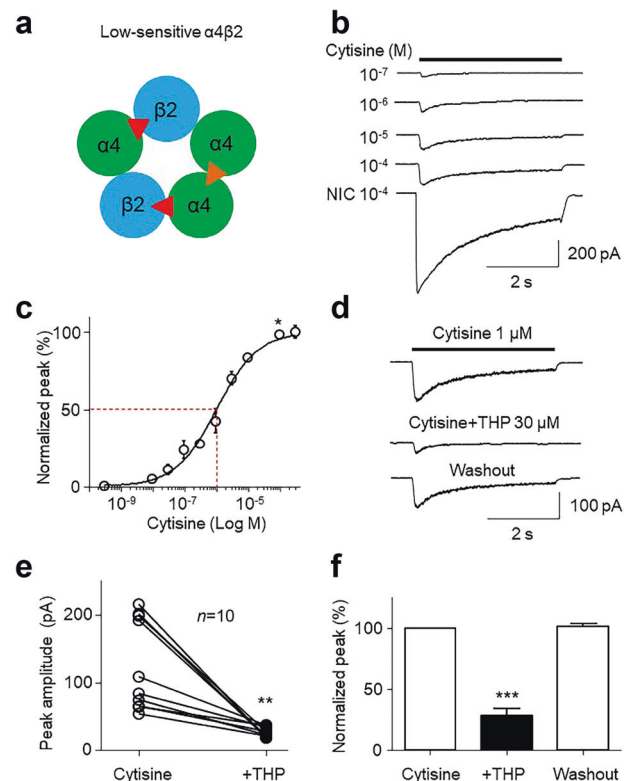 a
Low-sensitive α4β2
β2
α4
α4
β2
α4
b
Cytisine (M)
10⁻⁷
10⁻⁶
10⁻⁵
10⁻⁴
NIC 10⁻⁴
200 pA
2 s
c
*
Normalized peak (%)
100
50
0
10⁻⁹
10⁻⁷
10⁻⁵
Cytisine (Log M)
d
Cytisine 1 μM
Cytisine+THP 30 μM
Washout
100 pA
2 s
e
Peak amplitude (pA)
200
100
0
n=10
**
Cytisine
+THP
f
Normalized peak (%)
100
50
0
***
Cytisine
+THP
Washout